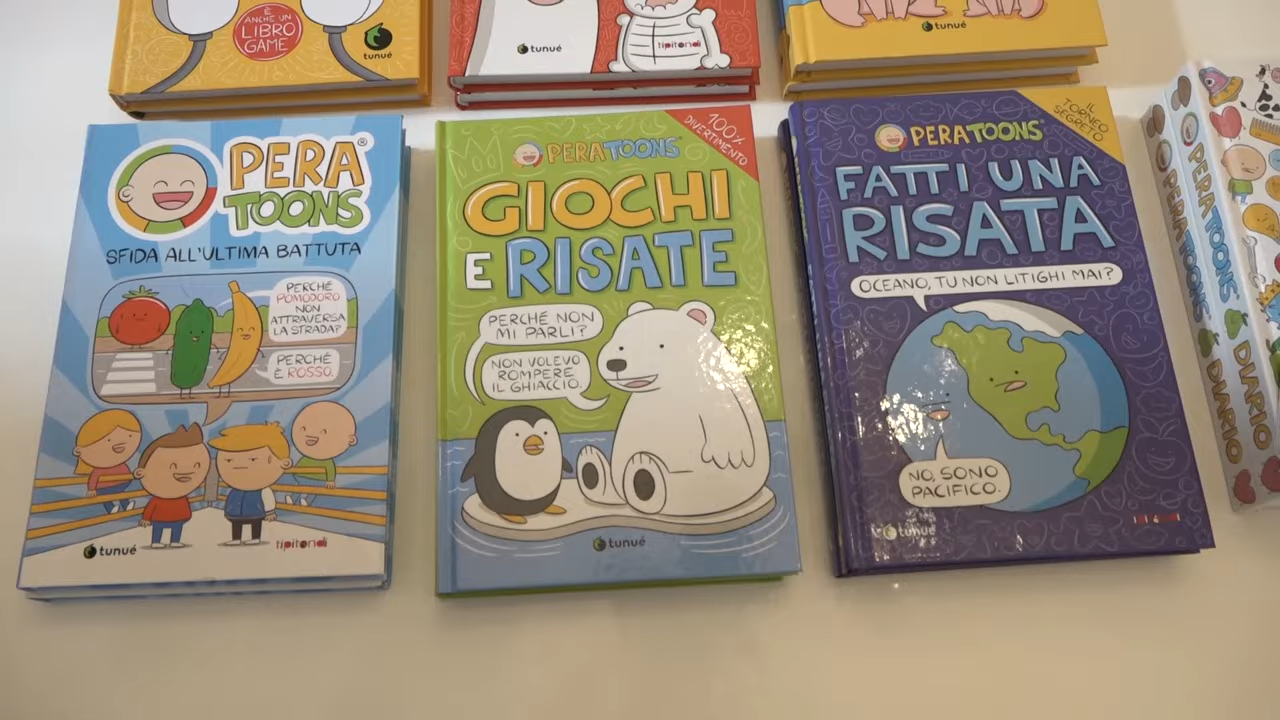 È
ANCHE UN
LIBRO
GAME
tunué
tunué
tipitondi
tunué
PERA
TOONS®
SFIDA ALL'ULTIMA BATTUTA
PERCHÉ
POMODORO
NON
ATTRAVERSA
LA STRADA?
PERCHÉ
È ROSSO.
tunué
tipitondi
100%
DIVERTIMENTO
PERATOONS
GIOCHI
E RISATE
PERCHÉ NON
MI PARLI?
NON VOLEVO
ROMPERE
IL GHIACCIO.
tunué
IL
TORNEO
SEGRETO
PERATOONS
FATTI UNA
RISATA
OCEANO, TU NON LITIGHI MAI?
NO, SONO
PACIFICO.
tunué
PERATOONS
DIARIO
PERATOONS
DIARIO